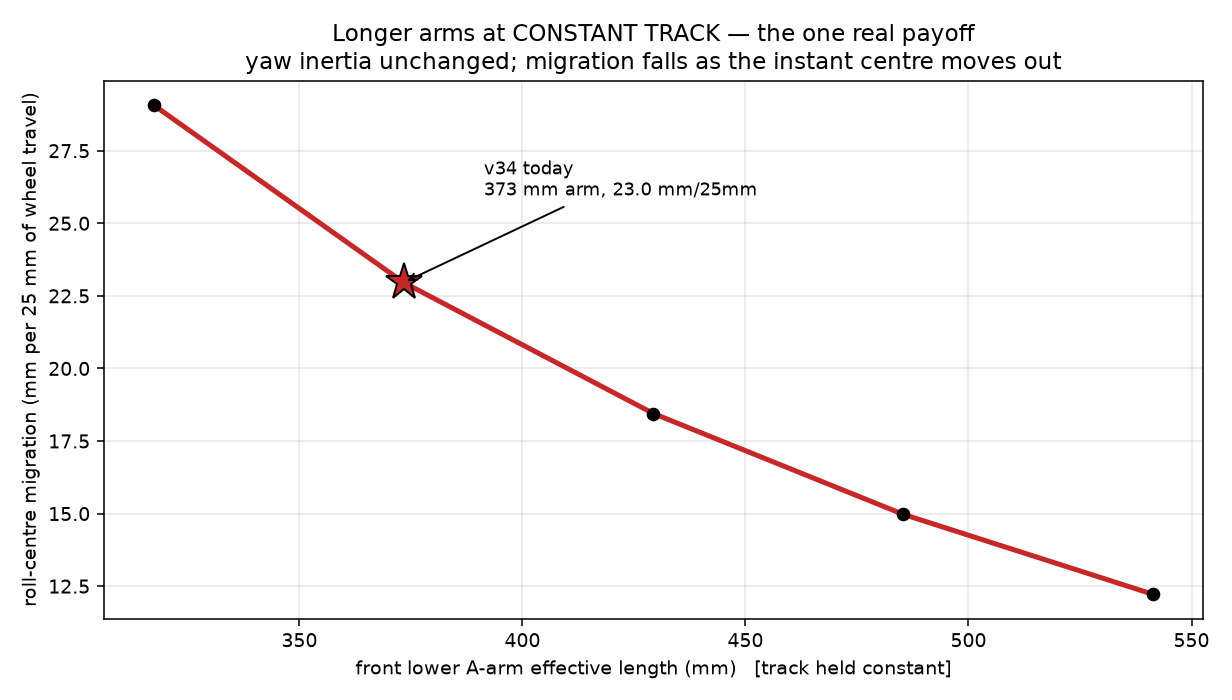 Longer arms at CONSTANT TRACK — the one real payoff
yaw inertia unchanged; migration falls as the instant centre moves out
roll-centre migration (mm per 25 mm of wheel travel)
27.5
25.0
22.5
20.0
17.5
15.0
12.5
v34 today
373 mm arm, 23.0 mm/25mm
350
400
450
500
550
front lower A-arm effective length (mm)   [track held constant]